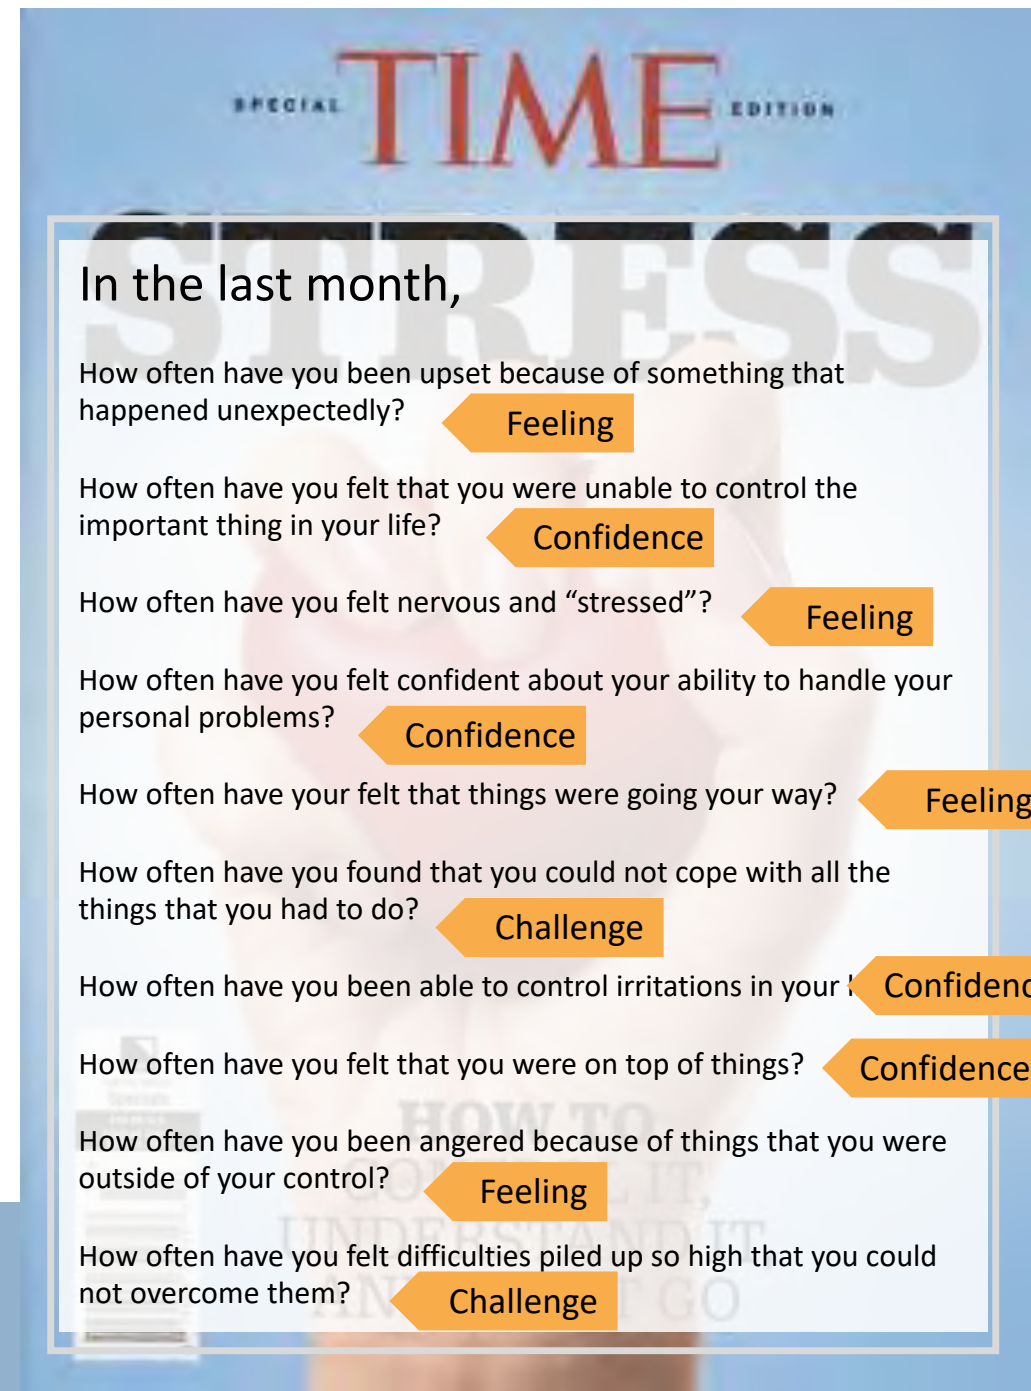 SPECIAL TIME EDITION
STRESS
In the last month,
How often have you been upset because of something that
happened unexpectedly?
Feeling
How often have you felt that you were unable to control the
important thing in your life?
Confidence
How often have you felt nervous and “stressed”?
Feeling
How often have you felt confident about your ability to handle your
personal problems?
Confidence
How often have your felt that things were going your way?
Feeling
How often have you found that you could not cope with all the
things that you had to do?
Challenge
How often have you been able to control irritations in your
Confidenc
How often have you felt that you were on top of things?
Confidence
How often have you been angered because of things that you were
outside of your control?
Feeling
How often have you felt difficulties piled up so high that you could
not overcome them?
Challenge
HOW TO
IT,
UNDERSTAND IT,
GO